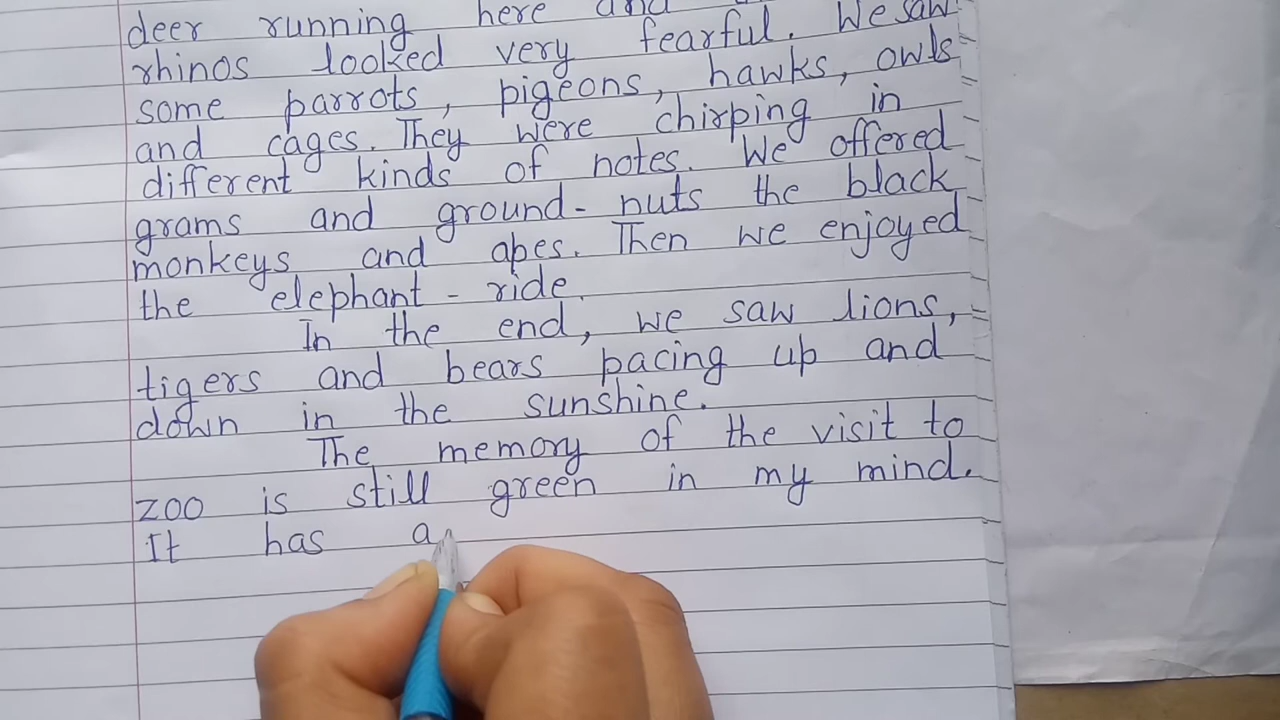 deer running here and
rhinos looked very fearful. We saw
some parrots, pigeons, hawks, owls
and cages. They were chirping in
different kinds of notes. We offered
grams and ground-nuts the black
monkeys and apes. Then we enjoyed
the elephant-ride.
In the end, we saw lions,
tigers and bears pacing up and
down in the sunshine.
The memory of the visit to
zoo is still green in my mind.
It has a